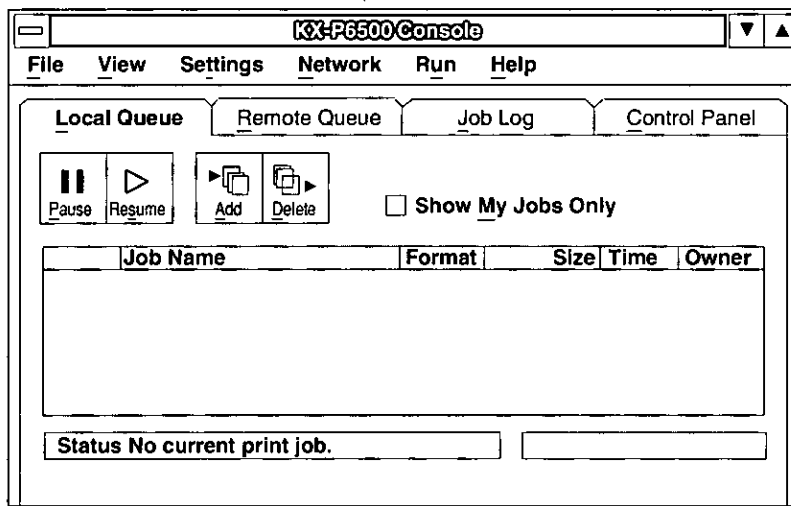 KX-P6500 Console
File View Settings Network Run Help
Local Queue Remote Queue Job Log Control Panel
Pause Resume Add Delete Show My Jobs Only
Job Name Format Size Time Owner
Status No current print job.